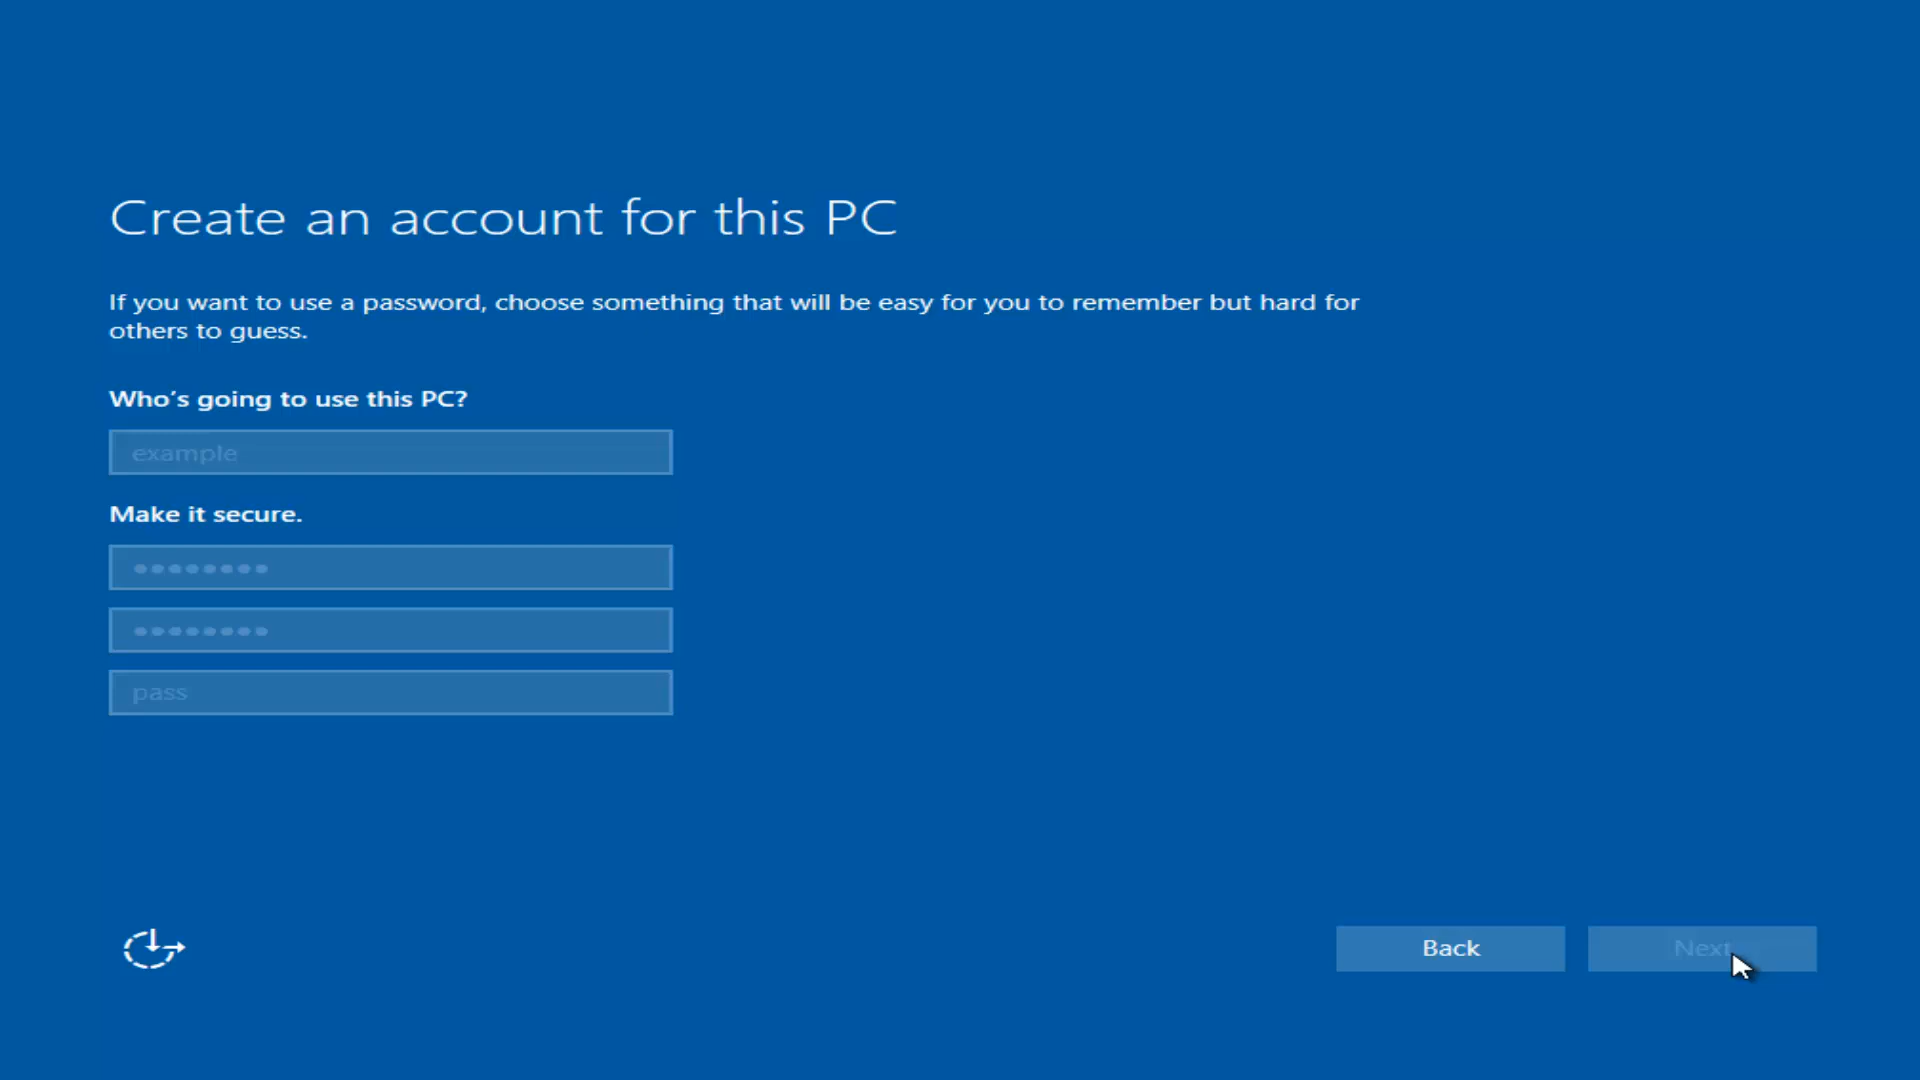 Create an account for this PC
If you want to use a password, choose something that will be easy for you to remember but hard for
others to guess.
Who's going to use this PC?
example
Make it secure.
••••••••
••••••••
pass
Back
Next